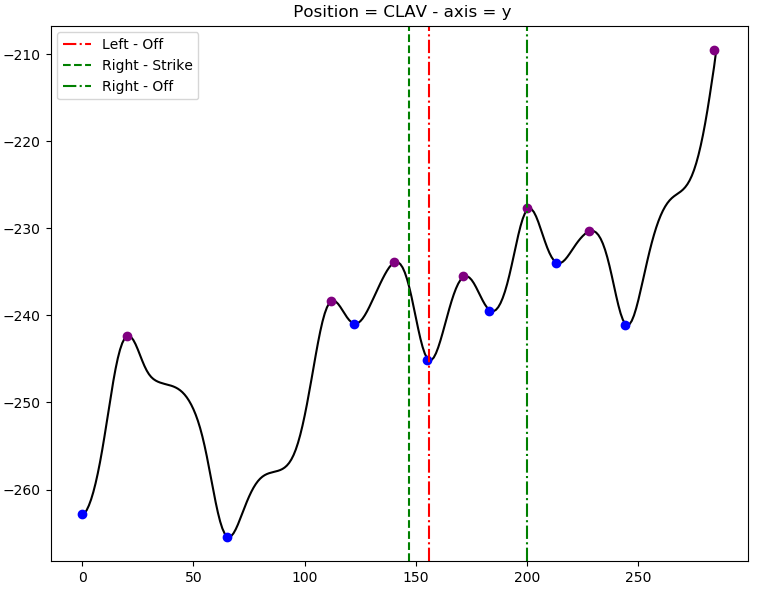 Position = CLAV - axis = y
Left - Off
Right - Strike
Right - Off
−210
−220
−230
−240
−250
−260
0 50 100 150 200 250